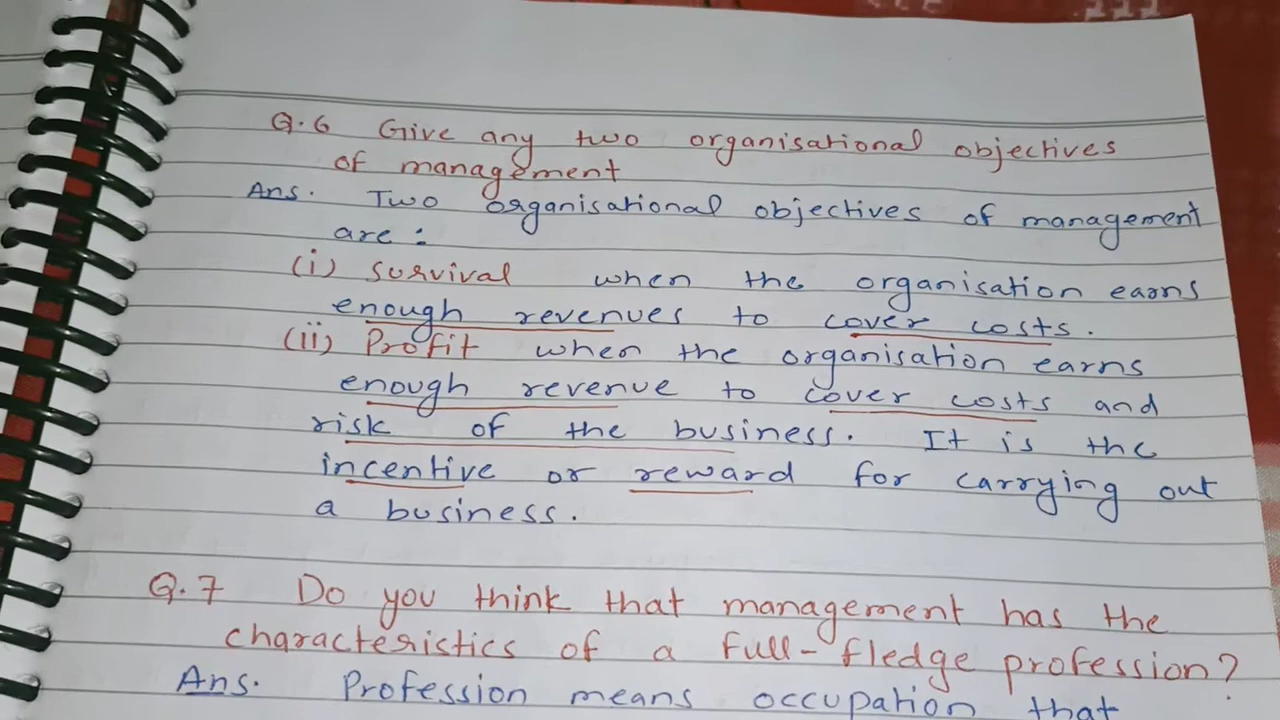 Q.6 Give any two organisational objectives
of management
Ans. Two organisational objectives of management
are :
(i) survival when the organisation earns
enough revenues to cover costs.
(ii) Profit when the organisation earns
enough revenue to cover costs and
risk of the business. It is the
incentive or reward for carrying out
a business.
Q.7 Do you think that management has the
characteristics of a full-fledge profession?
Ans. Profession means occupation that